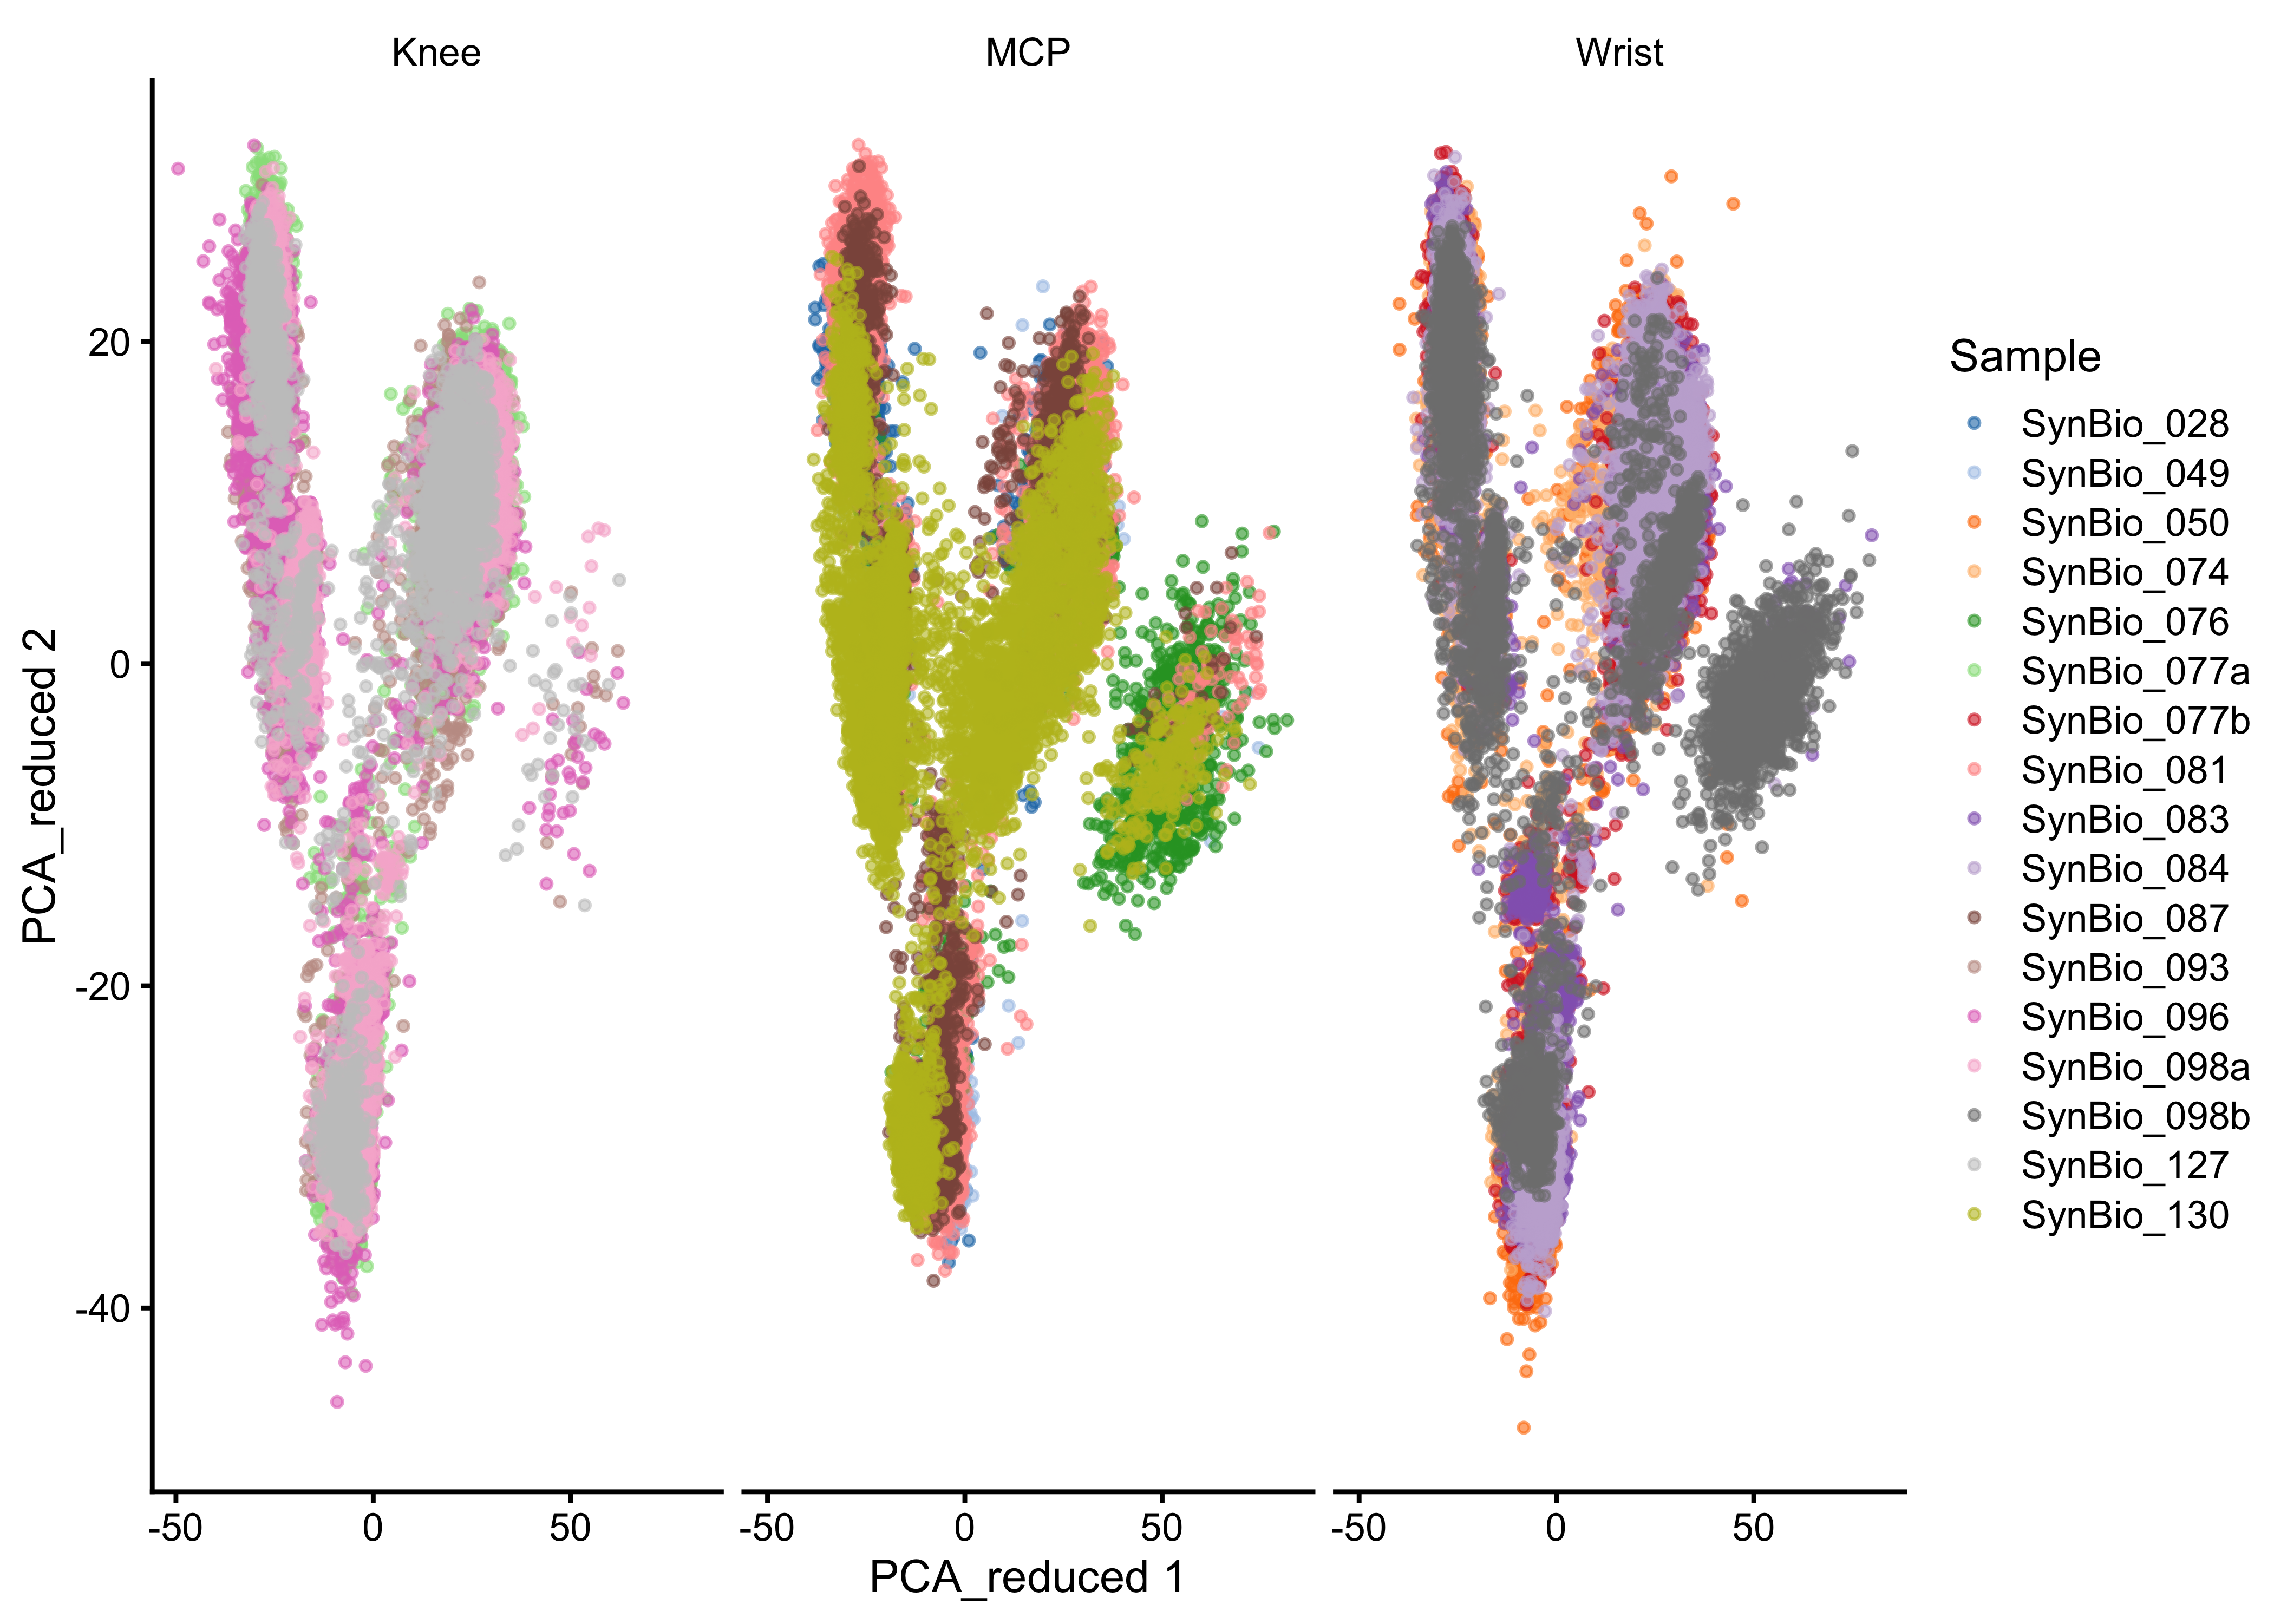 Knee
MCP
Wrist
PCA_reduced 2
20
0
-20
-40
-50 0 50
-50 0 50
-50 0 50
PCA_reduced 1
Sample
SynBio_028
SynBio_049
SynBio_050
SynBio_074
SynBio_076
SynBio_077a
SynBio_077b
SynBio_081
SynBio_083
SynBio_084
SynBio_087
SynBio_093
SynBio_096
SynBio_098a
SynBio_098b
SynBio_127
SynBio_130